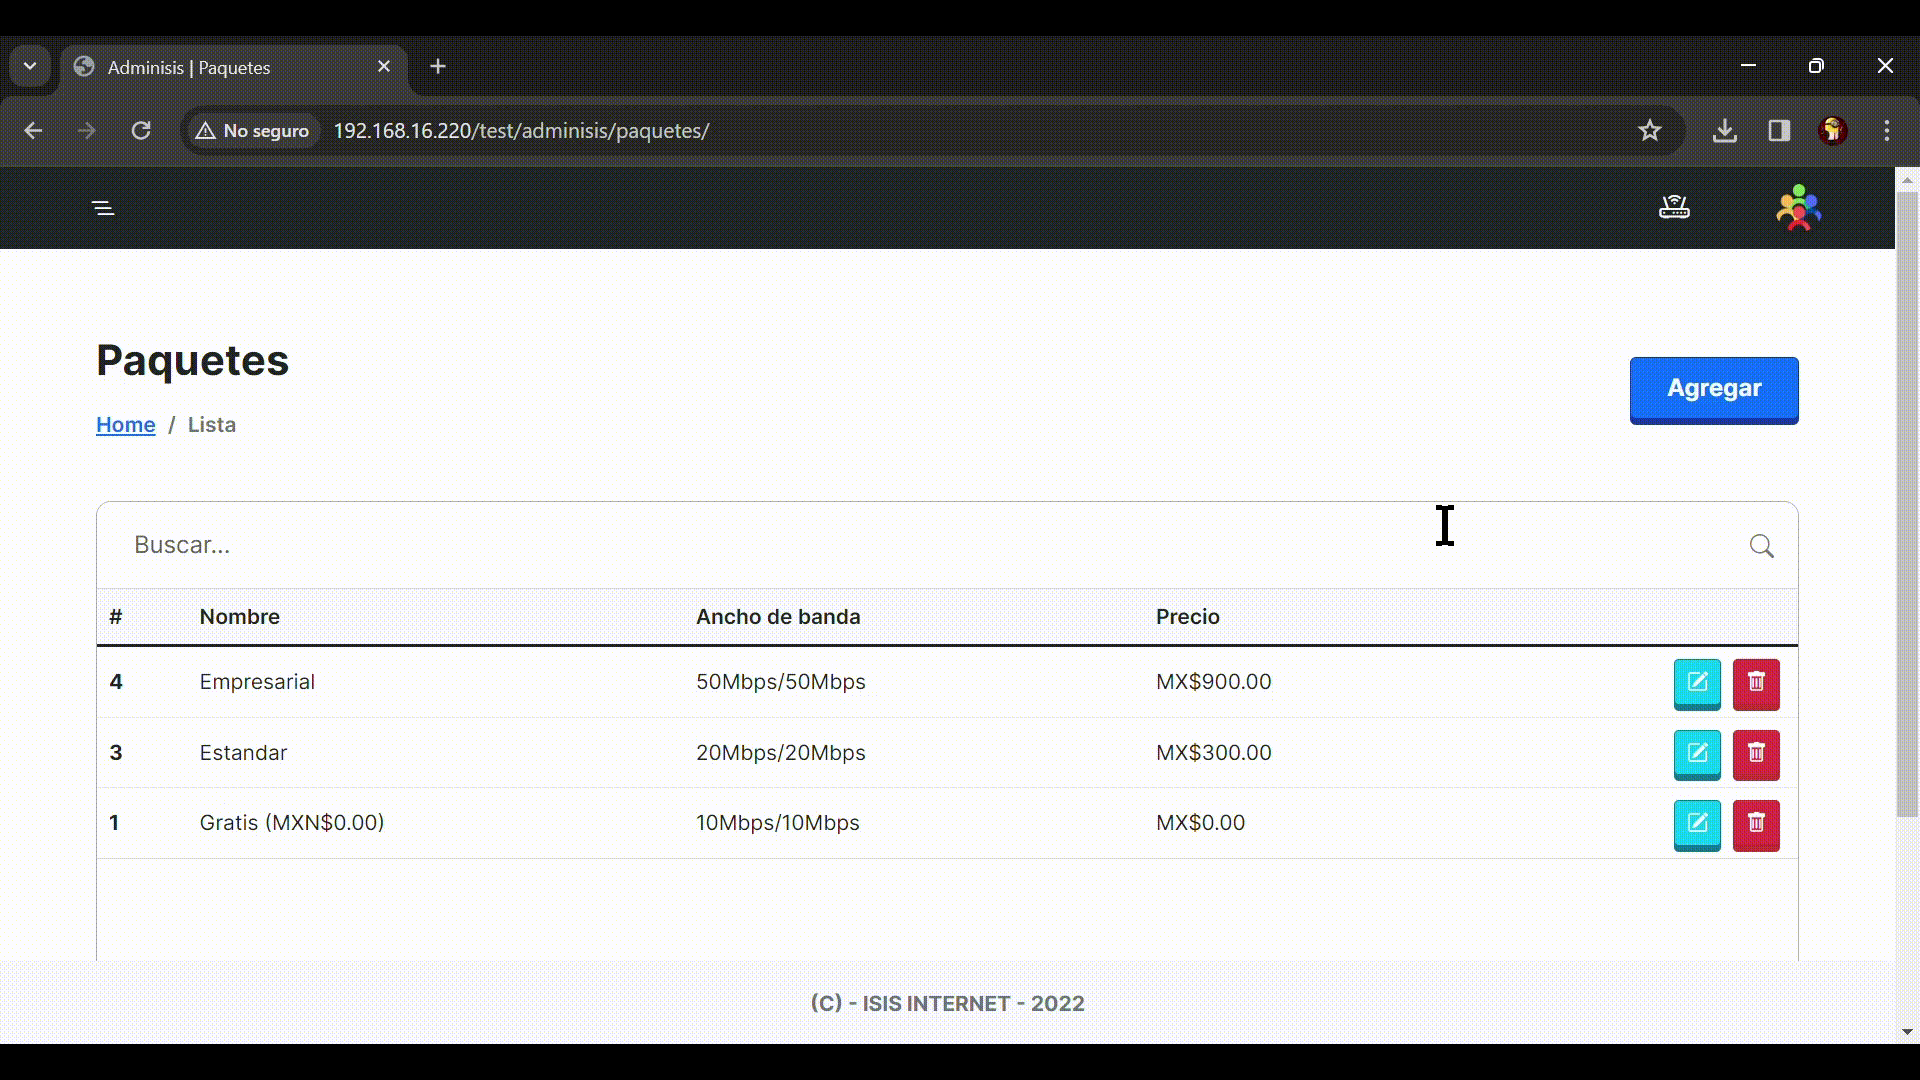 Adminisis | Paquetes
No seguro 192.168.16.220/test/adminisis/paquetes/
Paquetes
Agregar
Home / Lista
Buscar...
# Nombre Ancho de banda Precio
4 Empresarial 50Mbps/50Mbps MX$900.00
3 Estandar 20Mbps/20Mbps MX$300.00
1 Gratis (MXN$0.00) 10Mbps/10Mbps MX$0.00
(C) - ISIS INTERNET - 2022